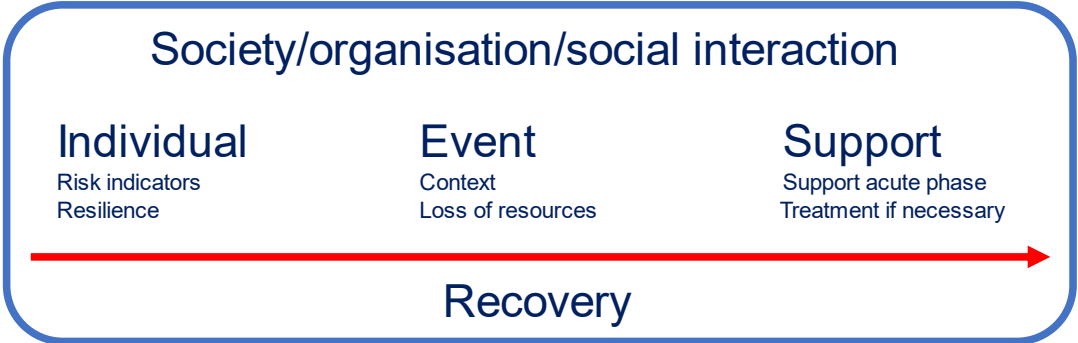 Society/organisation/social interaction
Individual
Risk indicators
Resilience
Event
Context
Loss of resources
Support
Support acute phase
Treatment if necessary
Recovery